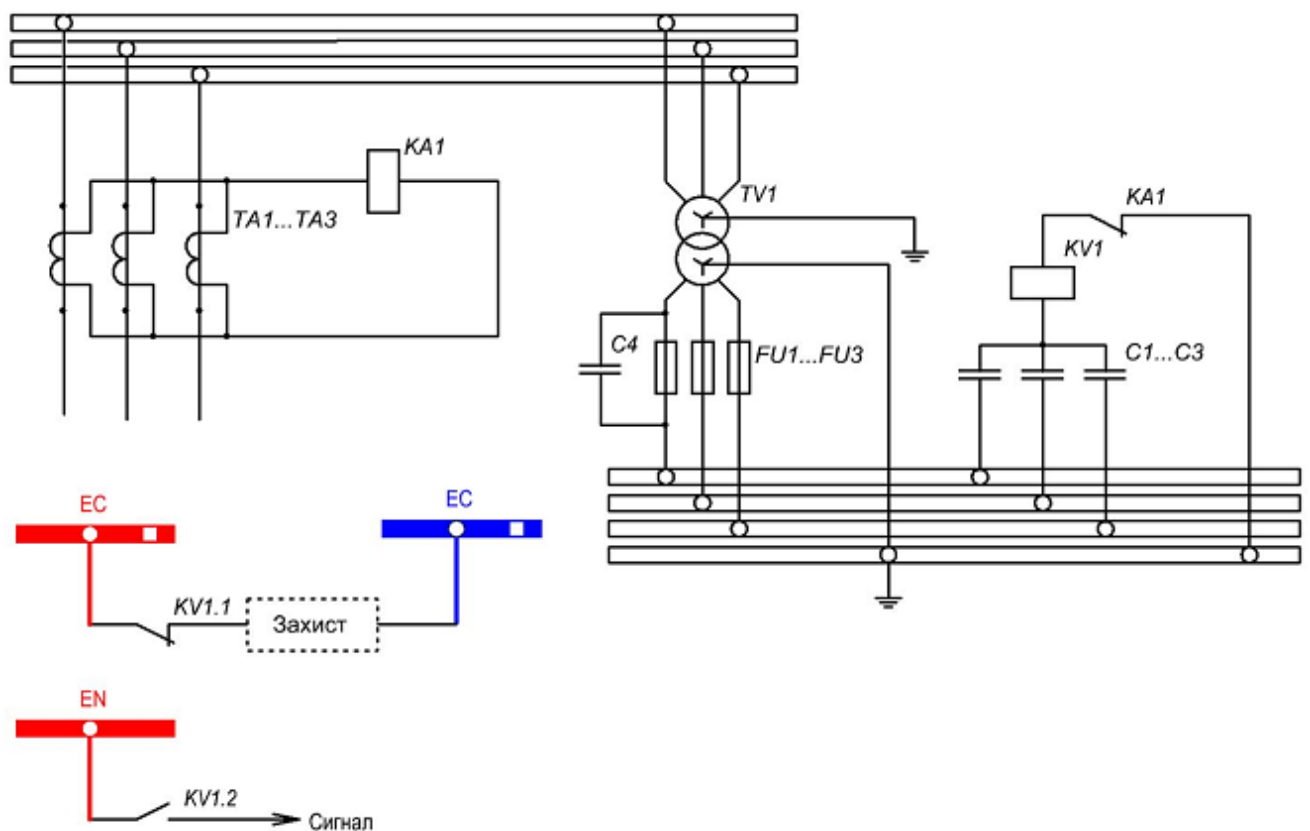 KA1
TA1...TA3
TV1
KA1
KV1
C4
FU1...FU3
C1...C3
EC
EC
KV1.1
Захист
EN
KV1.2
Сигнал